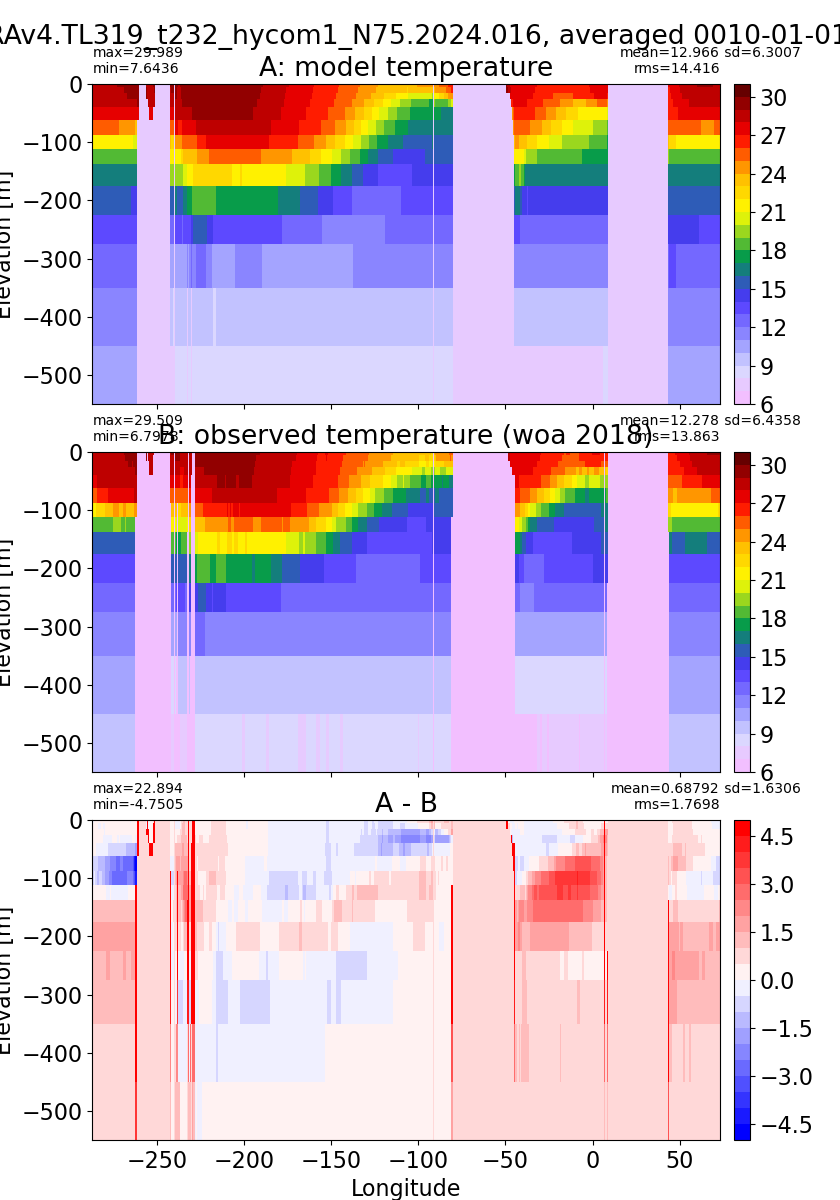 RAv4.TL319_t232_hycom1_N75.2024.016, averaged 0010-01-01
max=29.989
min=7.6436
A: model temperature
mean=12.966 sd=6.3007
rms=14.416
0
−100
−200
−300
−400
−500
Elevation [m]
30
27
24
21
18
15
12
9
6
max=29.509
min=6.7978
B: observed temperature (woa 2018)
mean=12.278 sd=6.4358
rms=13.863
0
−100
−200
−300
−400
−500
Elevation [m]
30
27
24
21
18
15
12
9
6
max=22.894
min=-4.7505
A - B
mean=0.68792 sd=1.6306
rms=1.7698
0
−100
−200
−300
−400
−500
Elevation [m]
4.5
3.0
1.5
0.0
−1.5
−3.0
−4.5
−250
−200
−150
−100
−50
0
50
Longitude